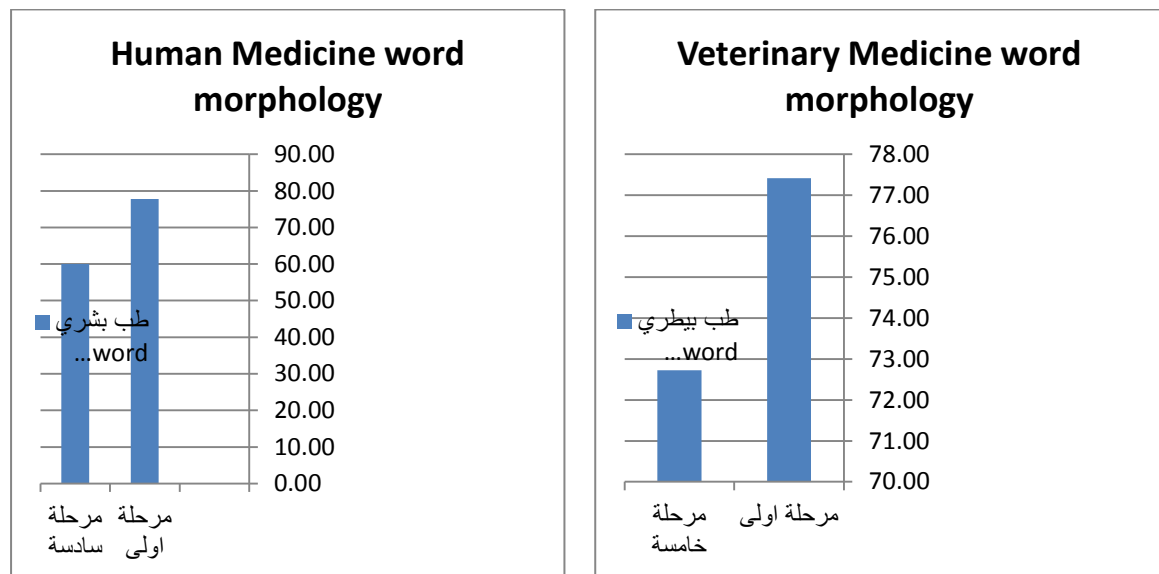 Human Medicine word
morphology
90.00
80.00
70.00
60.00
50.00
40.00
30.00
20.00
10.00
0.00
طب بشري
word...
مرحلة
اولى
مرحلة
سادسة
Veterinary Medicine word
morphology
78.00
77.00
76.00
75.00
74.00
73.00
72.00
71.00
70.00
طب بيطري
word...
مرحلة اولى
مرحلة
خامسة